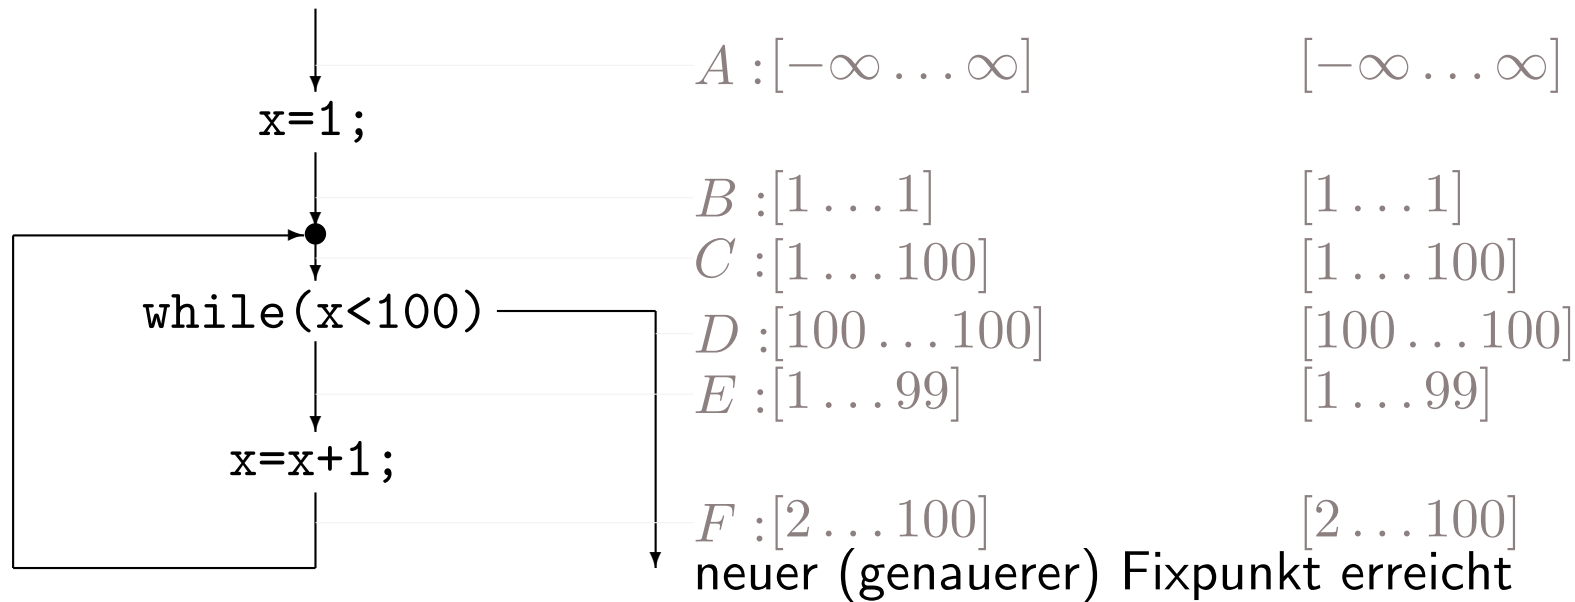 A :[−∞ … ∞] [−∞ … ∞]
x=1;
B :[1 … 1] [1 … 1]
C :[1 … 100] [1 … 100]
while(x<100)
D :[100 … 100] [100 … 100]
E :[1 … 99] [1 … 99]
x=x+1;
F :[2 … 100] [2 … 100]
neuer (genauerer) Fixpunkt erreicht